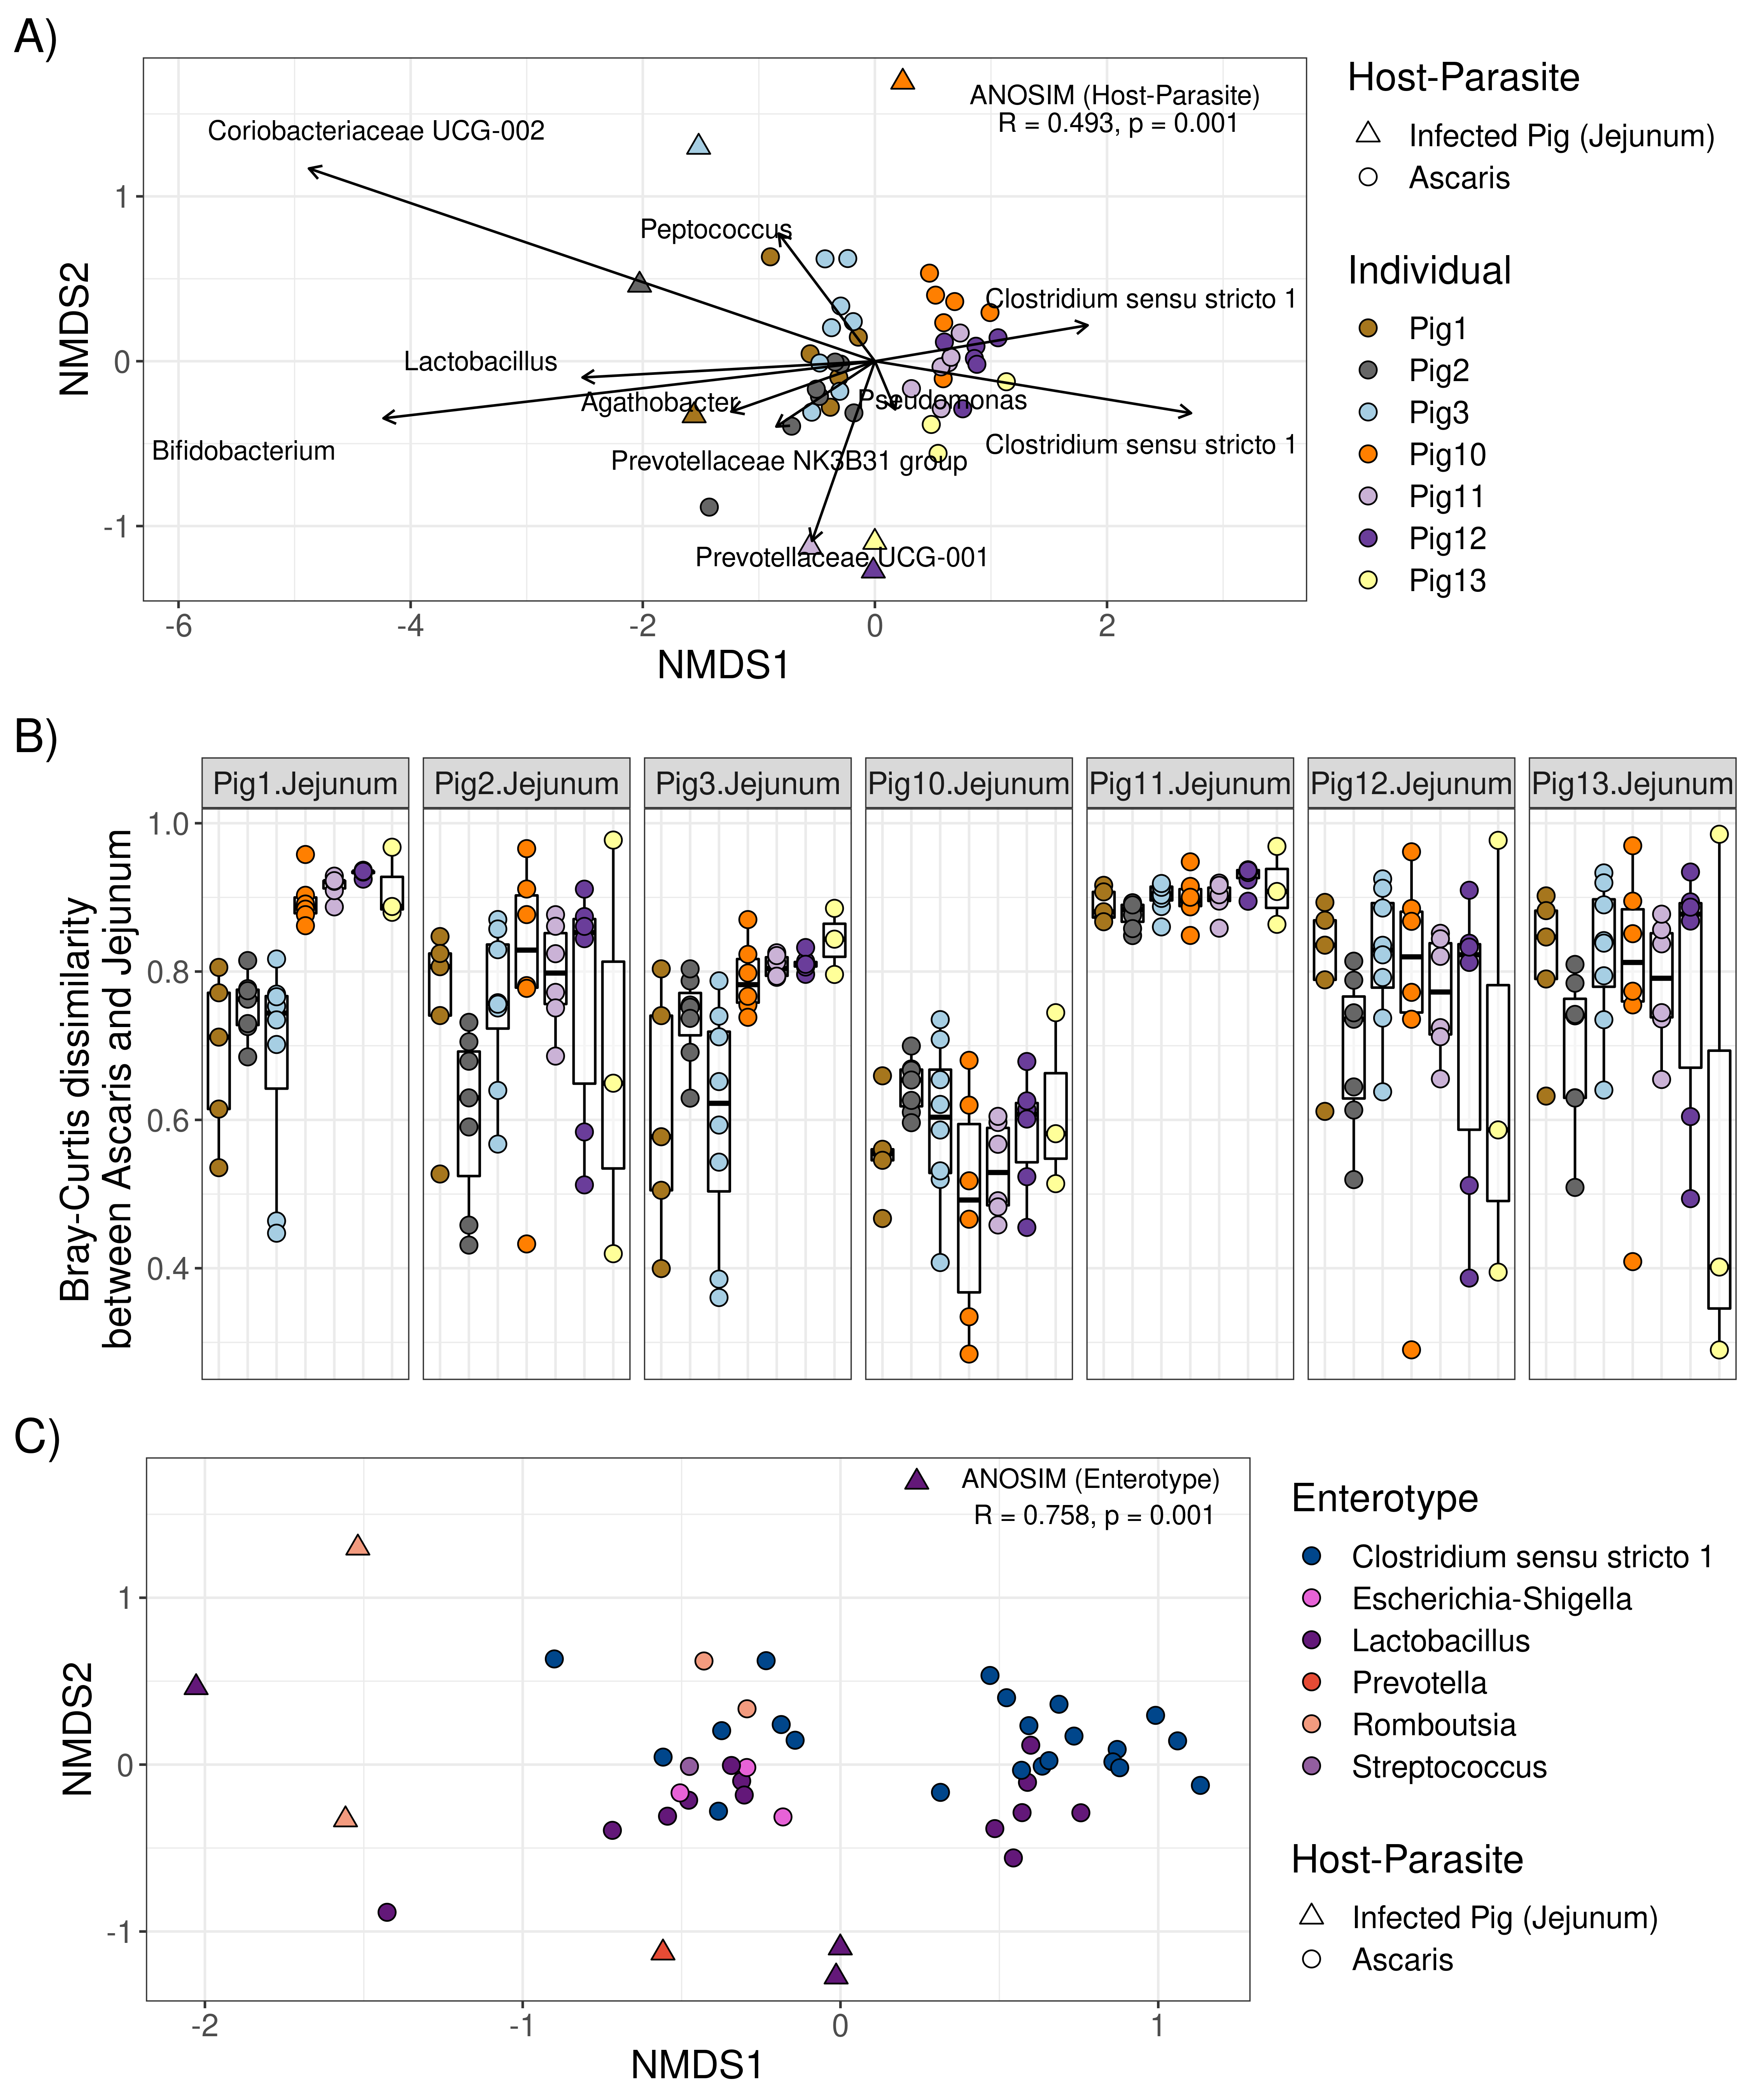 A)
ANOSIM (Host-Parasite)
R = 0.493, p = 0.001
Coriobacteriaceae UCG-002
Peptococcus
Clostridium sensu stricto 1
Lactobacillus
Agathobacter
Pseudomonas
Bifidobacterium
Clostridium sensu stricto 1
Prevotellaceae NK3B31 group
Prevotellaceae UCG-001
NMDS2
1
0
-1
-6
-4
-2
0
2
NMDS1
Host-Parasite
Infected Pig (Jejunum)
Ascaris
Individual
Pig1
Pig2
Pig3
Pig10
Pig11
Pig12
Pig13
B)
Pig1.Jejunum
Pig2.Jejunum
Pig3.Jejunum
Pig10.Jejunum
Pig11.Jejunum
Pig12.Jejunum
Pig13.Jejunum
Bray-Curtis dissimilarity
between Ascaris and Jejunum
1.0
0.8
0.6
0.4
C)
ANOSIM (Enterotype)
R = 0.758, p = 0.001
NMDS2
1
0
-1
-2
-1
0
1
NMDS1
Enterotype
Clostridium sensu stricto 1
Escherichia-Shigella
Lactobacillus
Prevotella
Romboutsia
Streptococcus
Host-Parasite
Infected Pig (Jejunum)
Ascaris